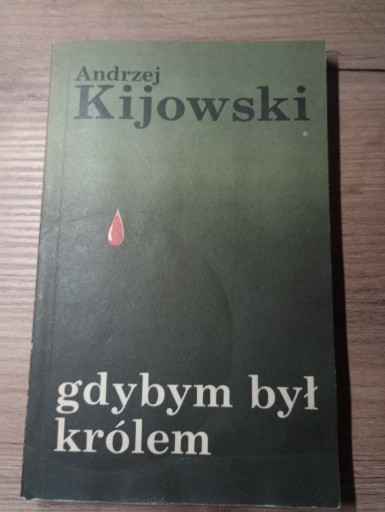 Andrzej
Kijowski
gdybym był
królem